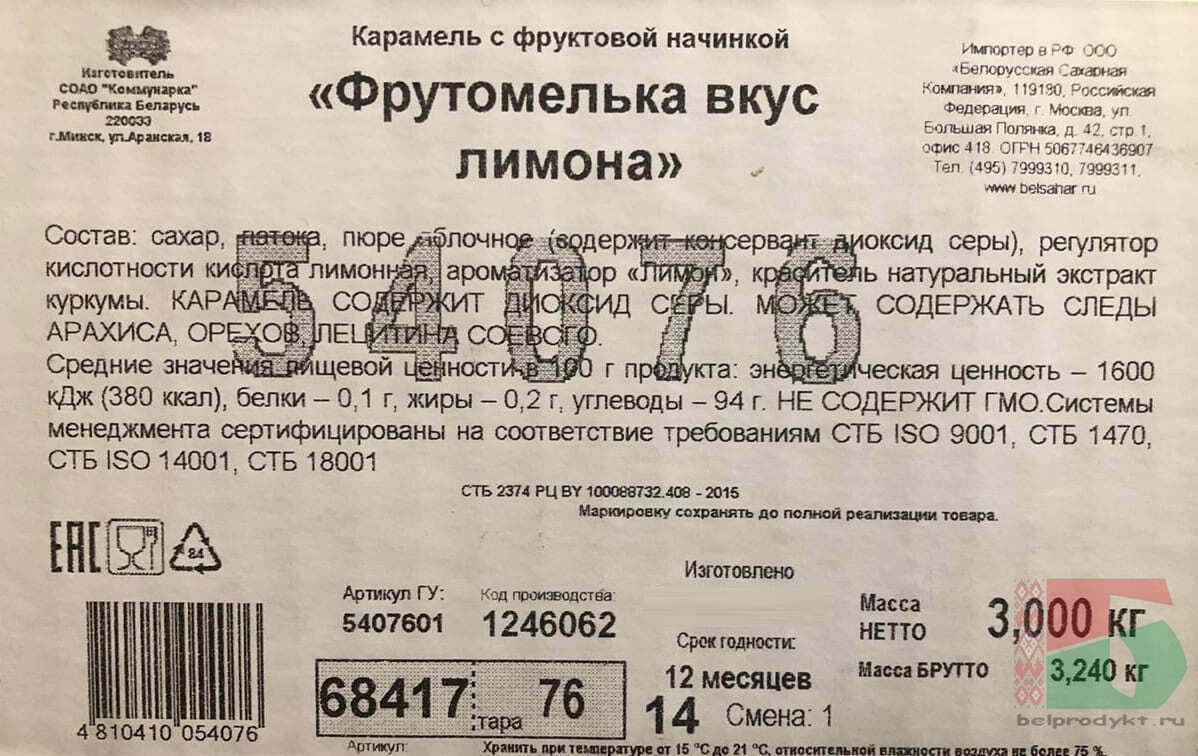 Изготовитель
СОАО "Коммунарка"
Республика Беларусь
220033
г.Минск, ул.Аранская, 18
Карамель с фруктовой начинкой
«Фрутомелька вкус
лимона»
Импортер в РФ: ООО
«Белорусская Сахарная
Компания», 119180, Российская
Федерация, г. Москва, ул.
Большая Полянка, д. 42, стр.1,
офис 418. ОГРН 5067746436907
Тел. (495) 7999310, 7999311,
www.belsahar.ru
Состав: сахар, патока, пюре яблочное (содержит консервант диоксид серы), регулятор
кислотности кислота лимонная, ароматизатор «Лимон», краситель натуральный экстракт
куркумы. КАРАМЕЛЬ СОДЕРЖИТ ДИОКСИД СЕРЫ. МОЖЕТ СОДЕРЖАТЬ СЛЕДЫ
АРАХИСА, ОРЕХОВ, ЛЕЦИТИНА СОЕВОГО.
54076
Средние значения пищевой ценности в 100 г продукта: энергетическая ценность – 1600
кДж (380 ккал), белки – 0,1 г, жиры – 0,2 г, углеводы – 94 г. НЕ СОДЕРЖИТ ГМО.Системы
менеджмента сертифицированы на соответствие требованиям СТБ ISO 9001, СТБ 1470,
СТБ ISO 14001, СТБ 18001
СТБ 2374 РЦ BY 100088732.408 - 2015
Маркировку сохранять до полной реализации товара.
EAC
24
Артикул ГУ:
5407601
Код производства:
1246062
Изготовлено
Срок годности:
12 месяцев
14 Смена: 1
Масса
НЕТТО
3,000 кг
Масса БРУТТО
3,240 кг
68417 тара 76
4 810410 054076
Артикул:
Хранить при температуре от 15 °С до 21 °С, относительной влажности воздуха не более 75 %.
belprodykt.ru